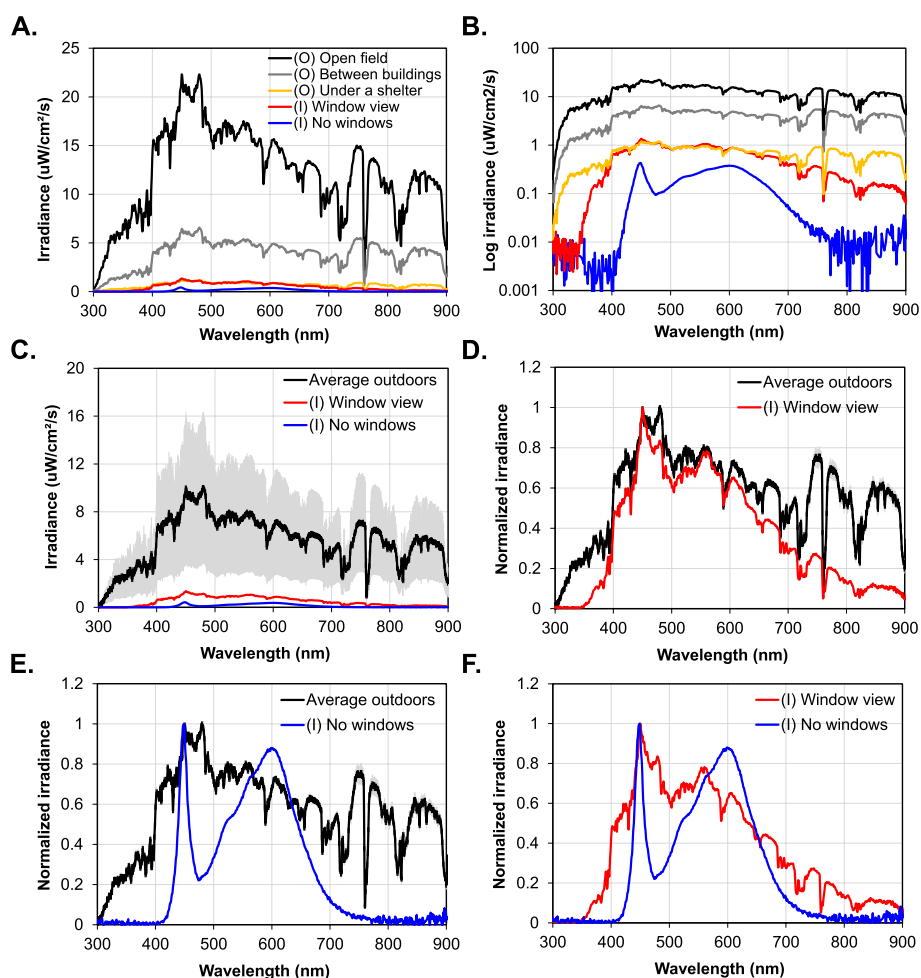 A.
Irradiance (uW/cm²/s)
25
20
15
10
5
0
(O) Open field
(O) Between buildings
(O) Under a shelter
(I) Window view
(I) No windows
300 400 500 600 700 800 900
Wavelength (nm)
B.
Log irradiance (uW/cm2/s)
100
10
1
0.1
0.01
0.001
300 400 500 600 700 800 900
Wavelength (nm)
C.
Irradiance (uW/cm²/s)
20
16
12
8
4
0
Average outdoors
(I) Window view
(I) No windows
300 400 500 600 700 800 900
Wavelength (nm)
D.
Normalized irradiance
1.2
1
0.8
0.6
0.4
0.2
0
Average outdoors
(I) Window view
300 400 500 600 700 800 900
Wavelength (nm)
E.
Normalized irradiance
1.2
1
0.8
0.6
0.4
0.2
0
Average outdoors
(I) No windows
300 400 500 600 700 800 900
Wavelength (nm)
F.
Normalized irradiance
1.2
1
0.8
0.6
0.4
0.2
0
(I) Window view
(I) No windows
300 400 500 600 700 800 900
Wavelength (nm)